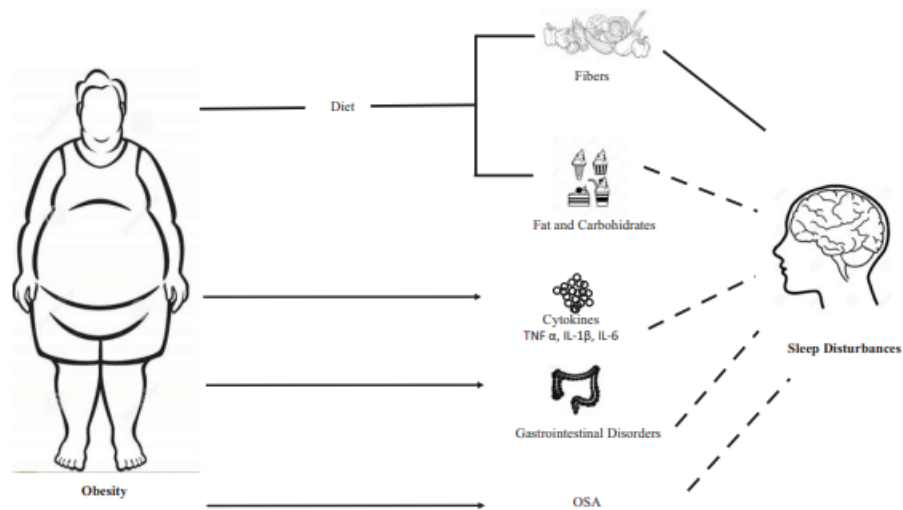 Fibers
Diet
Fat and Carbohidrates
Cytokines
TNF α, IL-1β, IL-6
Sleep Disturbances
Gastrointestinal Disorders
Obesity
OSA